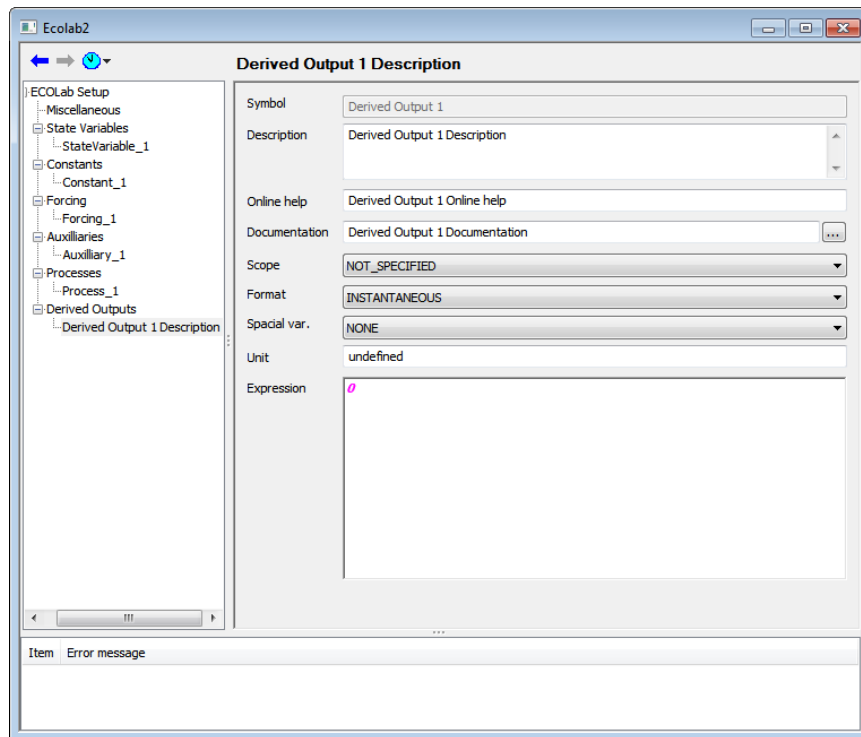 Ecolab2
Derived Output 1 Description
ECOLab Setup
Miscellaneous
State Variables
StateVariable_1
Constants
Constant_1
Forcing
Forcing_1
Auxilliaries
Auxilliary_1
Processes
Process_1
Derived Outputs
Derived Output 1 Description
Symbol Derived Output 1
Description Derived Output 1 Description
Online help Derived Output 1 Online help
Documentation Derived Output 1 Documentation ...
Scope NOT_SPECIFIED
Format INSTANTANEOUS
Spacial var. NONE
Unit undefined
Expression 0
Item Error message